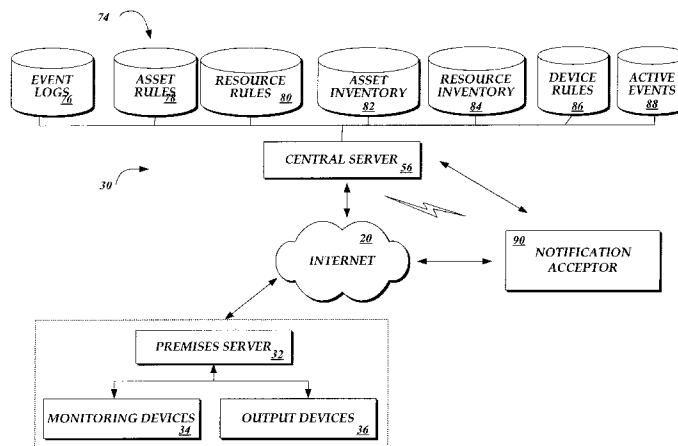 74
EVENT LOGS 76
ASSET RULES 78
RESOURCE RULES 80
ASSET INVENTORY 82
RESOURCE INVENTORY 84
DEVICE RULES 86
ACTIVE EVENTS 88
CENTRAL SERVER 56
30
20
INTERNET
90
NOTIFICATION
ACCEPTOR
PREMISES SERVER 32
MONITORING DEVICES 34
OUTPUT DEVICES 36